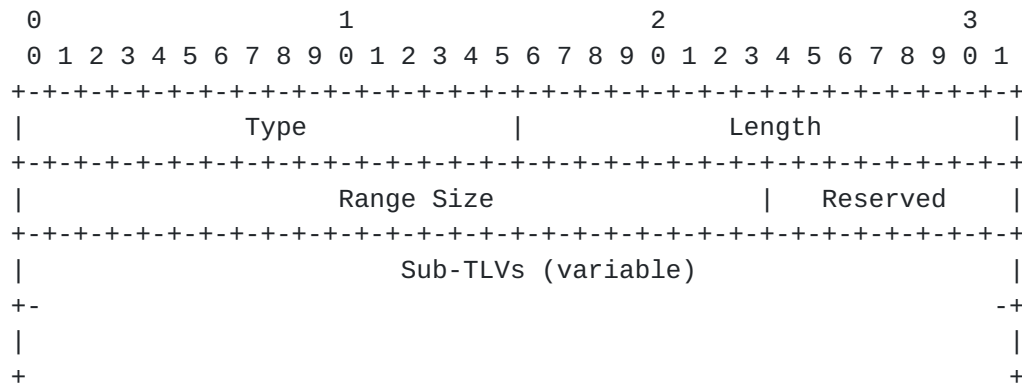 0                   1                   2                   3
 0 1 2 3 4 5 6 7 8 9 0 1 2 3 4 5 6 7 8 9 0 1 2 3 4 5 6 7 8 9 0 1
+-+-+-+-+-+-+-+-+-+-+-+-+-+-+-+-+-+-+-+-+-+-+-+-+-+-+-+-+-+-+-+-+
|              Type             |             Length            |
+-+-+-+-+-+-+-+-+-+-+-+-+-+-+-+-+-+-+-+-+-+-+-+-+-+-+-+-+-+-+-+-+
|                    Range Size                 |   Reserved    |
+-+-+-+-+-+-+-+-+-+-+-+-+-+-+-+-+-+-+-+-+-+-+-+-+-+-+-+-+-+-+-+-+
|                        Sub-TLVs (variable)                    |
+-                                                             -+
|                                                               |
+                                                               +